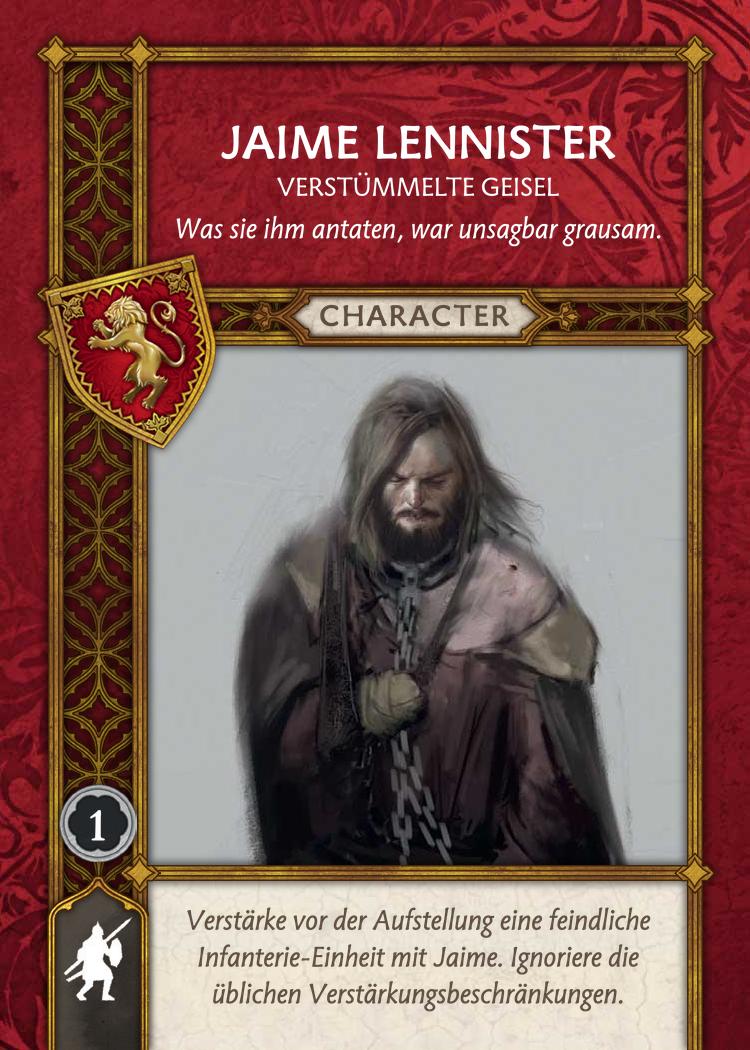 JAIME LENNISTER
VERSTÜMMELTE GEISEL
Was sie ihm antaten, war unsagbar grausam.
CHARACTER
1
Verstärke vor der Aufstellung eine feindliche
Infanterie-Einheit mit Jaime. Ignoriere die
üblichen Verstärkungsbeschränkungen.